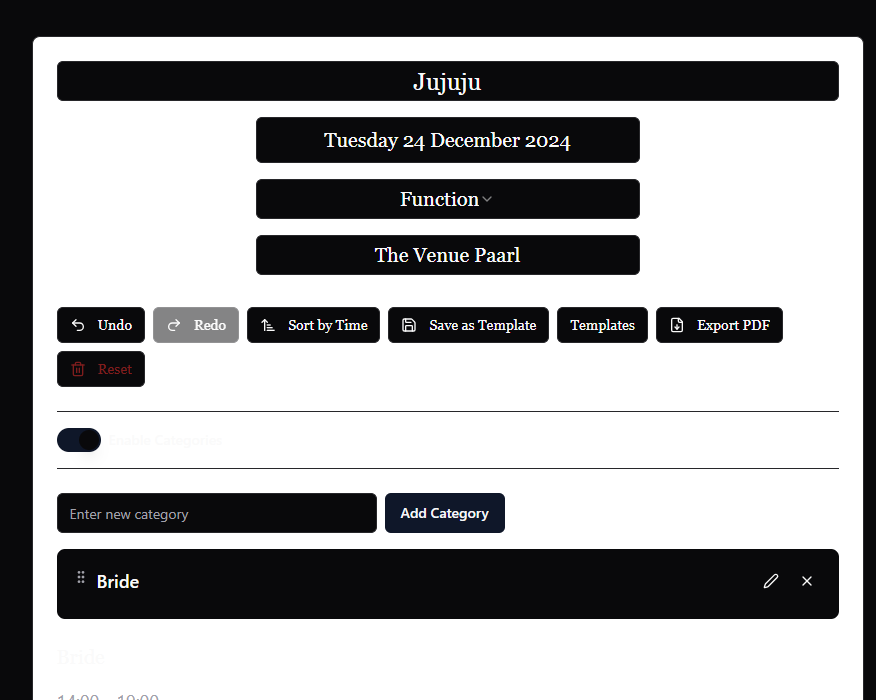 Jujuju
Tuesday 24 December 2024
Function
The Venue Paarl
Undo Redo Sort by Time Save as Template Templates Export PDF
Reset
Enable Categories
Enter new category Add Category
Bride
Bride
14:00 - 19:00